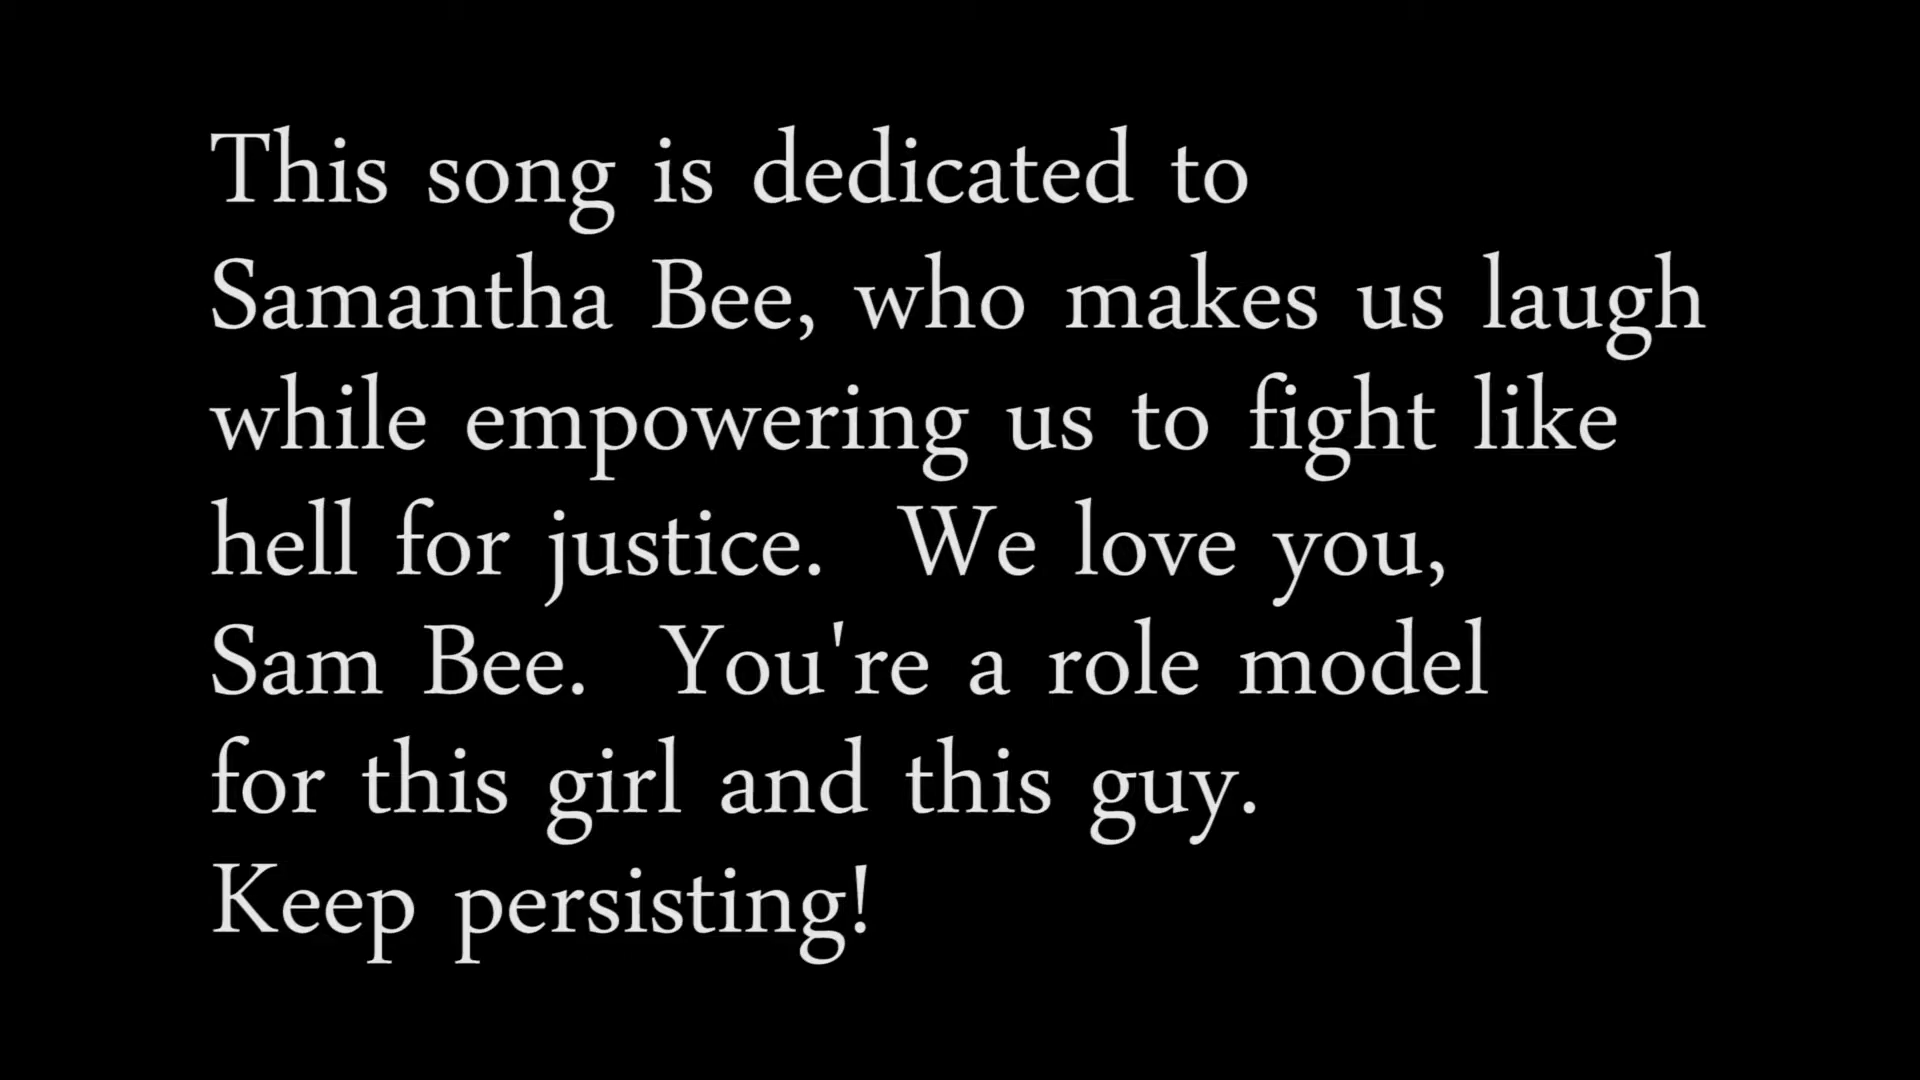 This song is dedicated to
Samantha Bee, who makes us laugh
while empowering us to fight like
hell for justice.  We love you,
Sam Bee.  You're a role model
for this girl and this guy.
Keep persisting!